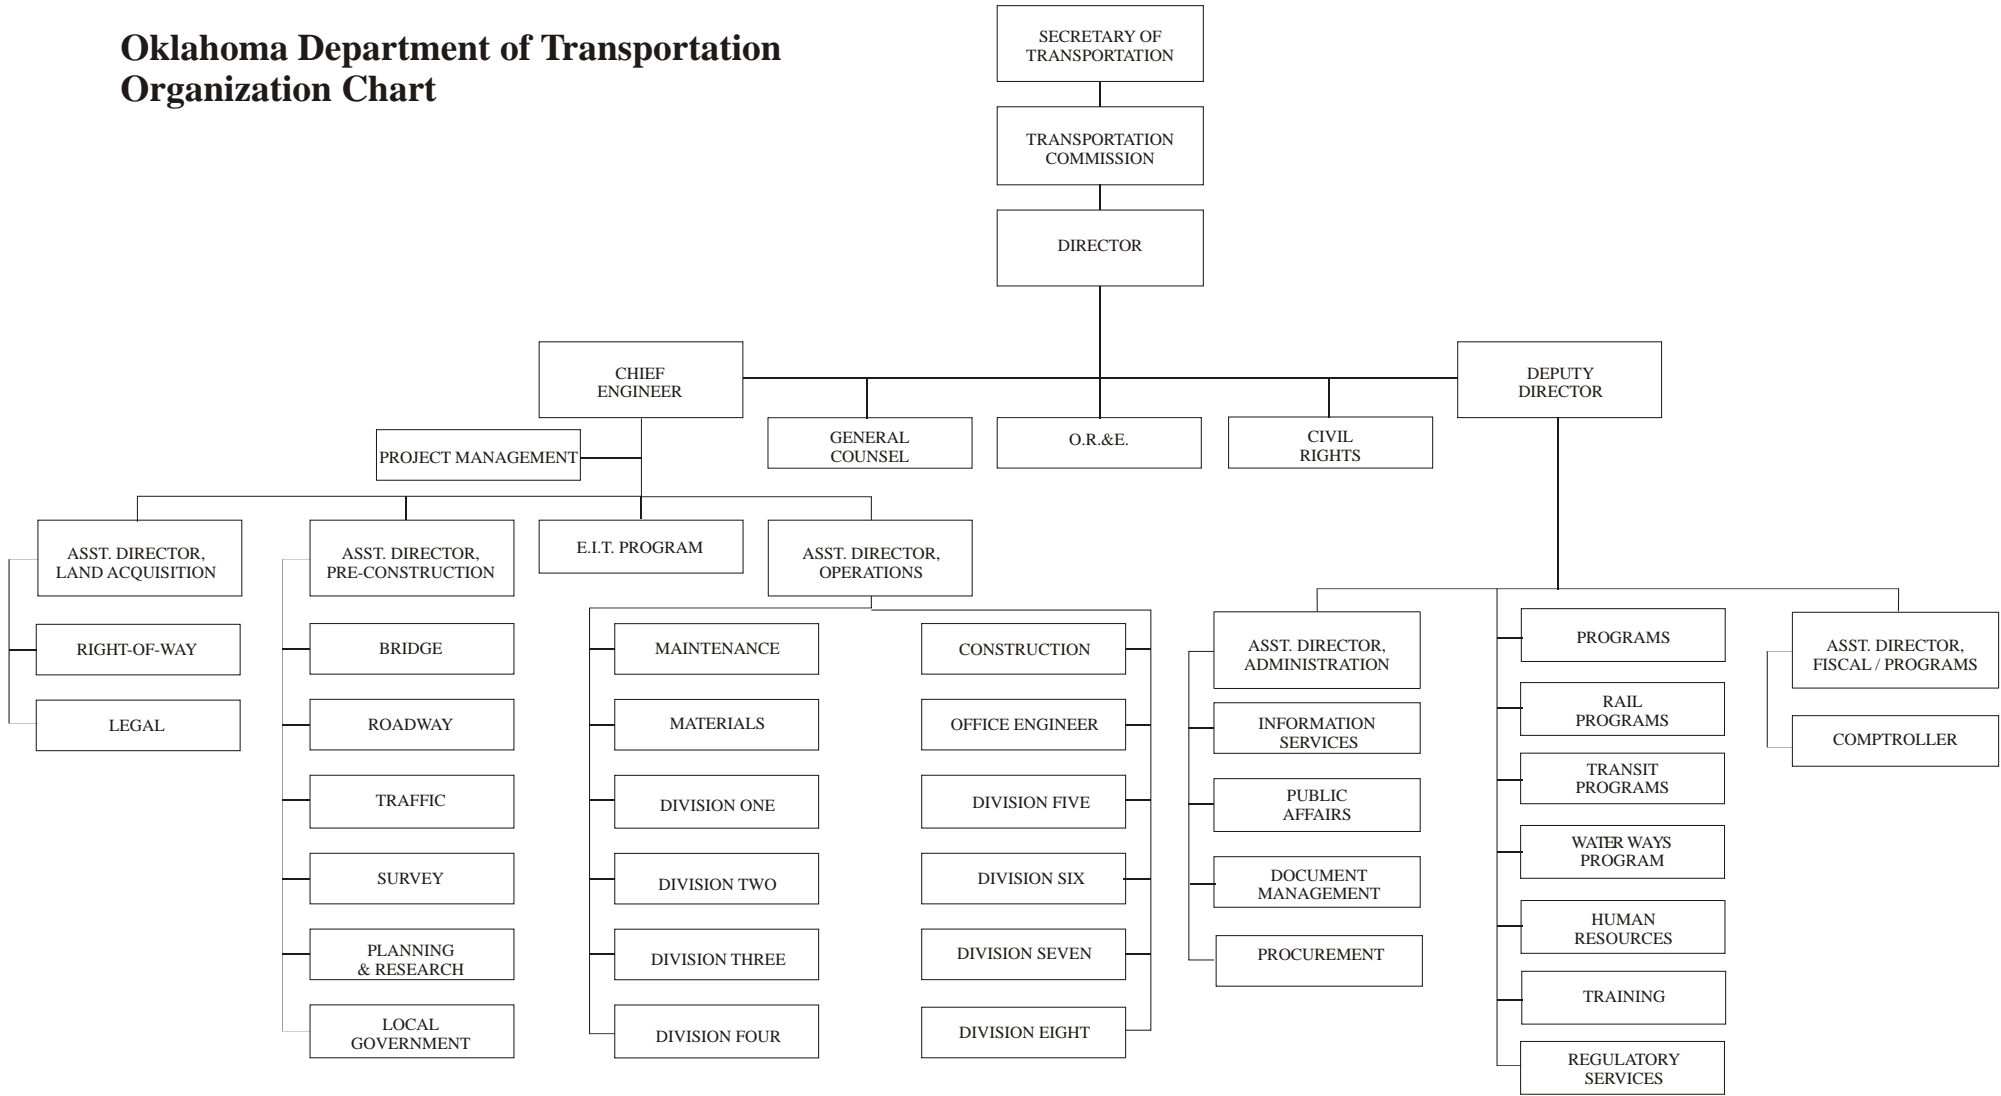 Oklahoma Department of Transportation
Organization Chart
SECRETARY OF
TRANSPORTATION
TRANSPORTATION
COMMISSION
DIRECTOR
CHIEF
ENGINEER
DEPUTY
DIRECTOR
PROJECT MANAGEMENT
GENERAL
COUNSEL
O.R.&E.
CIVIL
RIGHTS
ASST. DIRECTOR,
LAND ACQUISITION
RIGHT-OF-WAY
LEGAL
ASST. DIRECTOR,
PRE-CONSTRUCTION
BRIDGE
ROADWAY
TRAFFIC
SURVEY
PLANNING
& RESEARCH
LOCAL
GOVERNMENT
E.I.T. PROGRAM
ASST. DIRECTOR,
OPERATIONS
MAINTENANCE
MATERIALS
DIVISION ONE
DIVISION TWO
DIVISION THREE
DIVISION FOUR
CONSTRUCTION
OFFICE ENGINEER
DIVISION FIVE
DIVISION SIX
DIVISION SEVEN
DIVISION EIGHT
ASST. DIRECTOR,
ADMINISTRATION
INFORMATION
SERVICES
PUBLIC
AFFAIRS
DOCUMENT
MANAGEMENT
PROCUREMENT
PROGRAMS
RAIL
PROGRAMS
TRANSIT
PROGRAMS
WATER WAYS
PROGRAM
HUMAN
RESOURCES
TRAINING
REGULATORY
SERVICES
ASST. DIRECTOR,
FISCAL / PROGRAMS
COMPTROLLER